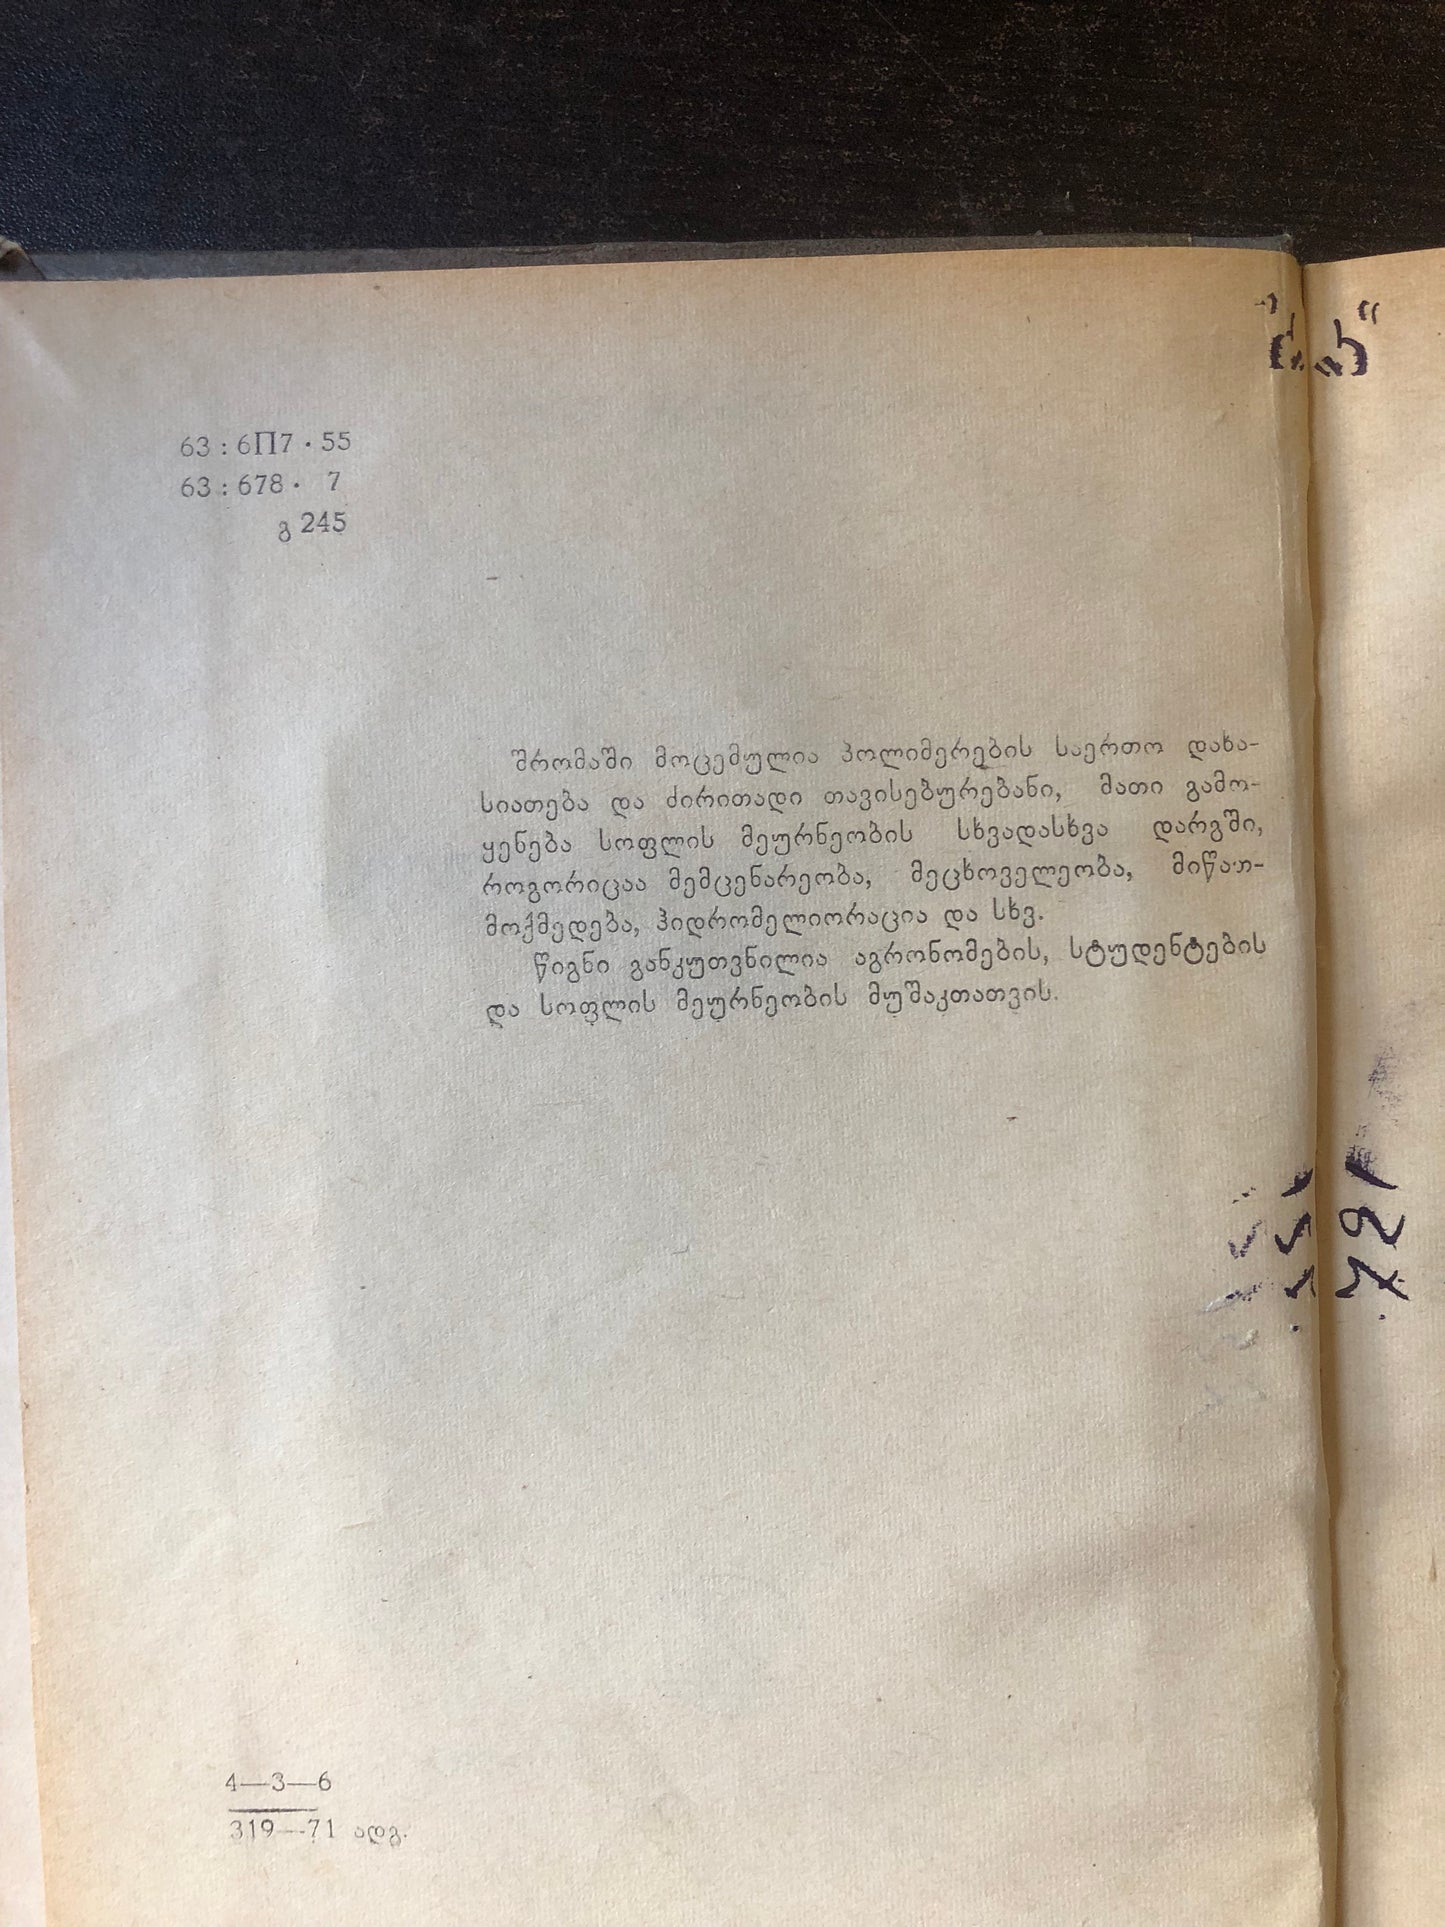 63 : 6П7 · 55
63 : 678 · 7
გ 245
შრომაში მოცემულია პოლიმერების საერთო დახა-
სიათება და ძირითადი თავისებურებანი, მათი გამო-
ყენება სოფლის მეურნეობის სხვადასხვა დარგში,
როგორიცაა მემცენარეობა, მეცხოველეობა, მიწათ-
მოქმედება, ჰიდრომელიორაცია და სხვ.
წიგნი განკუთვნილია აგრონომების, სტუდენტების
და სოფლის მეურნეობის მუშაკთათვის.
4—3—6
319—71 ადგ.